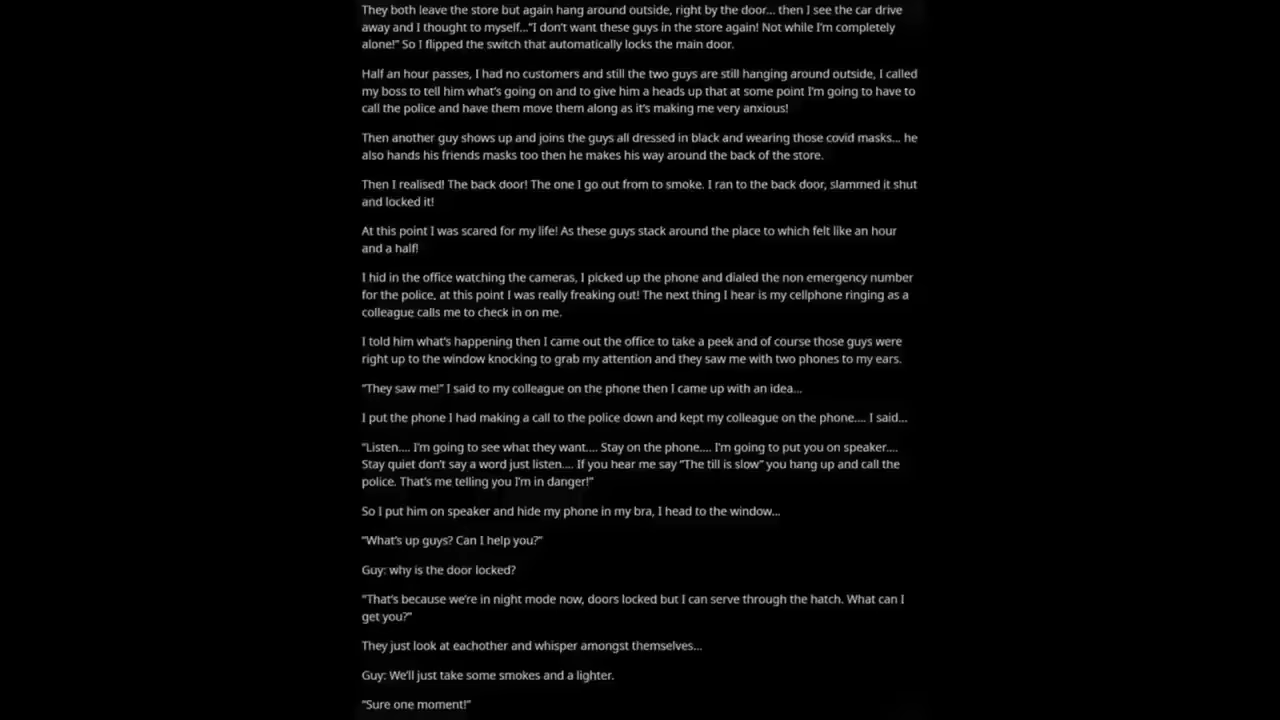 They both leave the store but again hang around outside, right by the door... then I see the car drive
away and I thought to myself..."I don't want these guys in the store again! Not while I'm completely
alone!" So I flipped the switch that automatically locks the main door.
Half an hour passes, I had no customers and still the two guys are still hanging around outside, I called
my boss to tell him what's going on and to give him a heads up that at some point I'm going to have to
call the police and have them move them along as it's making me very anxious!
Then another guy shows up and joins the guys all dressed in black and wearing those covid masks... he
also hands his friends masks too then he makes his way around the back of the store.
Then I realised! The back door! The one I go out from to smoke. I ran to the back door, slammed it shut
and locked it!
At this point I was scared for my life! As these guys stack around the place to which felt like an hour
and a half!
I hid in the office watching the cameras, I picked up the phone and dialed the non emergency number
for the police, at this point I was really freaking out! The next thing I hear is my cellphone ringing as a
colleague calls me to check in on me.
I told him what's happening then I came out the office to take a peek and of course those guys were
right up to the window knocking to grab my attention and they saw me with two phones to my ears.
"They saw me!" I said to my colleague on the phone then I came up with an idea...
I put the phone I had making a call to the police down and kept my colleague on the phone.... I said...
"Listen.... I'm going to see what they want.... Stay on the phone.... I'm going to put you on speaker....
Stay quiet don't say a word just listen.... If you hear me say "The till is slow" you hang up and call the
police. That's me telling you I'm in danger!"
So I put him on speaker and hide my phone in my bra, I head to the window...
"What's up guys? Can I help you?"
Guy: why is the door locked?
"That's because we're in night mode now, doors locked but I can serve through the hatch. What can I
get you?"
They just look at eachother and whisper amongst themselves...
Guy: We'll just take some smokes and a lighter.
"Sure one moment!"